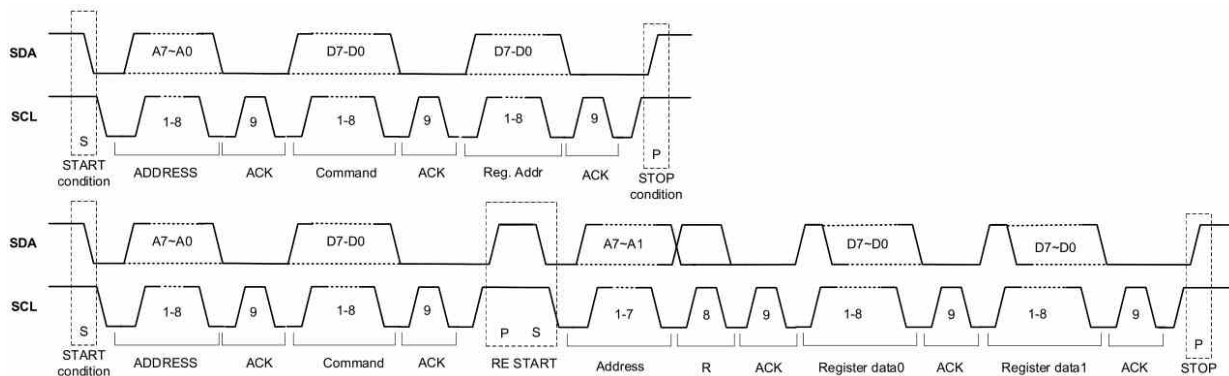 SDA A7~A0 D7-D0 D7-D0
SCL 1-8 9 1-8 9 1-8 9
S P
START condition ADDRESS ACK Command ACK Reg. Addr ACK STOP condition
SDA A7~A0 D7-D0 A7~A1 D7~D0 D7~D0
SCL 1-8 9 1-8 9 1-7 8 9 1-8 9 1-8 9
S P S P
START condition ADDRESS ACK Command ACK RE START Address R ACK Register data0 ACK Register data1 ACK STOP